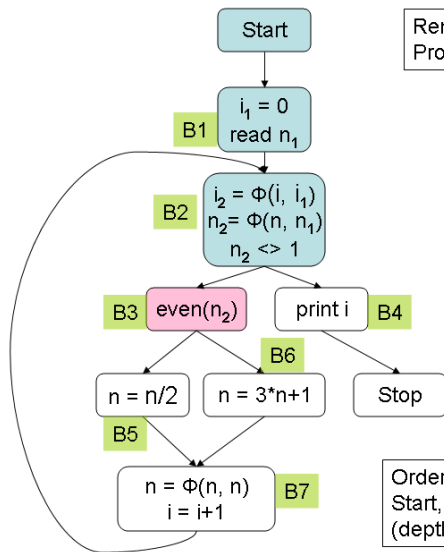 Start
Ren
Pro
B1
i₁ = 0
read n₁
B2
i₂ = Φ(i, i₁)
n₂= Φ(n, n₁)
n₂ <> 1
B3
even(n₂)
print i
B4
B6
n = n/2
n = 3*n+1
Stop
B5
n = Φ(n, n)
i = i+1
B7
Order
Start,
(depth